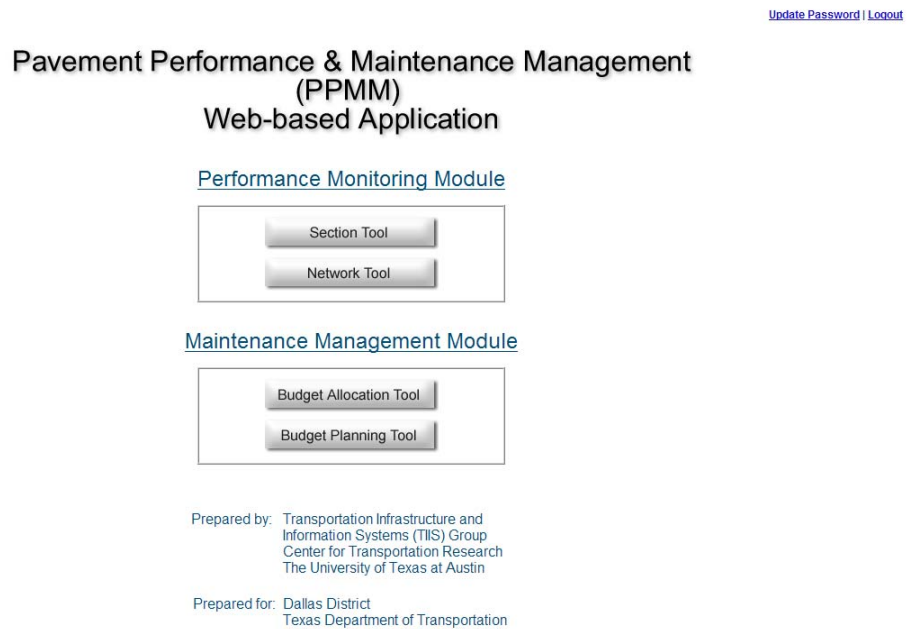 Update Password | Logout
Pavement Performance & Maintenance Management
(PPMM)
Web-based Application
Performance Monitoring Module
Section Tool
Network Tool
Maintenance Management Module
Budget Allocation Tool
Budget Planning Tool
Prepared by: Transportation Infrastructure and
Information Systems (TIIS) Group
Center for Transportation Research
The University of Texas at Austin
Prepared for: Dallas District
Texas Department of Transportation